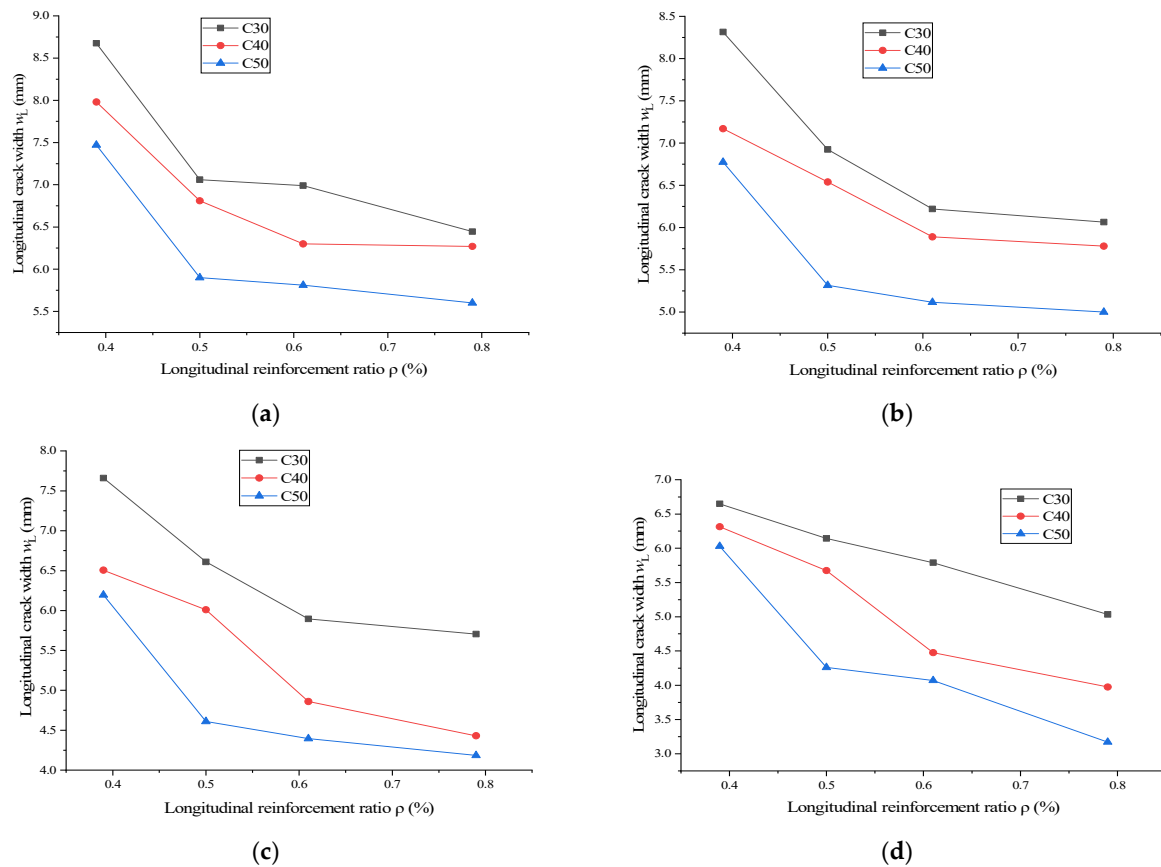 9.0
8.5
8.0
7.5
7.0
6.5
6.0
5.5
Longitudinal crack width wL (mm)
C30
C40
C50
0.4 0.5 0.6 0.7 0.8
Longitudinal reinforcement ratio ρ (%)
(a)
8.5
8.0
7.5
7.0
6.5
6.0
5.5
5.0
Longitudinal crack width wL (mm)
C30
C40
C50
0.4 0.5 0.6 0.7 0.8
Longitudinal reinforcement ratio ρ (%)
(b)
8.0
7.5
7.0
6.5
6.0
5.5
5.0
4.5
4.0
Longitudinal crack width wL (mm)
C30
C40
C50
0.4 0.5 0.6 0.7 0.8
Longitudinal reinforcement ratio ρ (%)
(c)
7.0
6.5
6.0
5.5
5.0
4.5
4.0
3.5
3.0
Longitudinal crack width wL (mm)
C30
C40
C50
0.4 0.5 0.6 0.7 0.8
Longitudinal reinforcement ratio ρ (%)
(d)